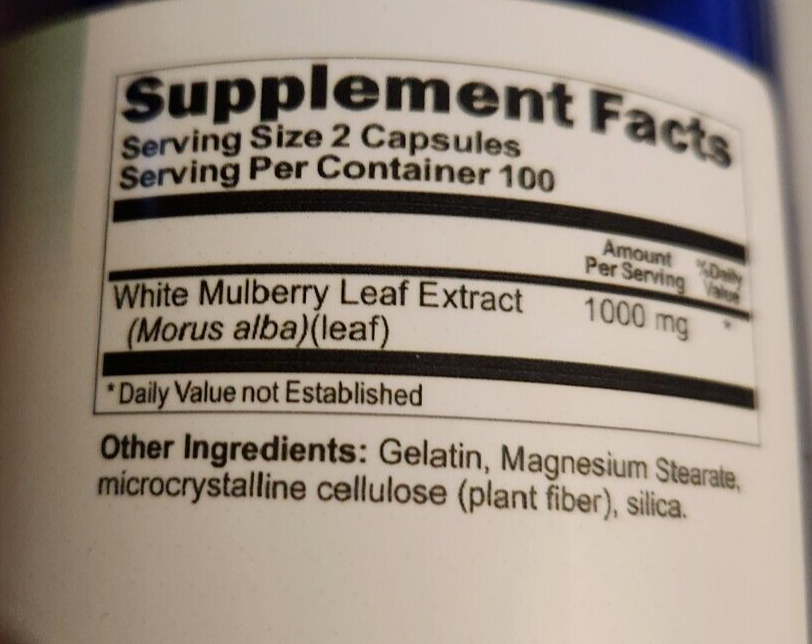 Supplement Facts
Serving Size 2 Capsules
Serving Per Container 100
Amount
Per Serving
%Daily
Value
White Mulberry Leaf Extract 1000 mg *
(Morus alba)(leaf)
*Daily Value not Established
Other Ingredients: Gelatin, Magnesium Stearate,
microcrystalline cellulose (plant fiber), silica.